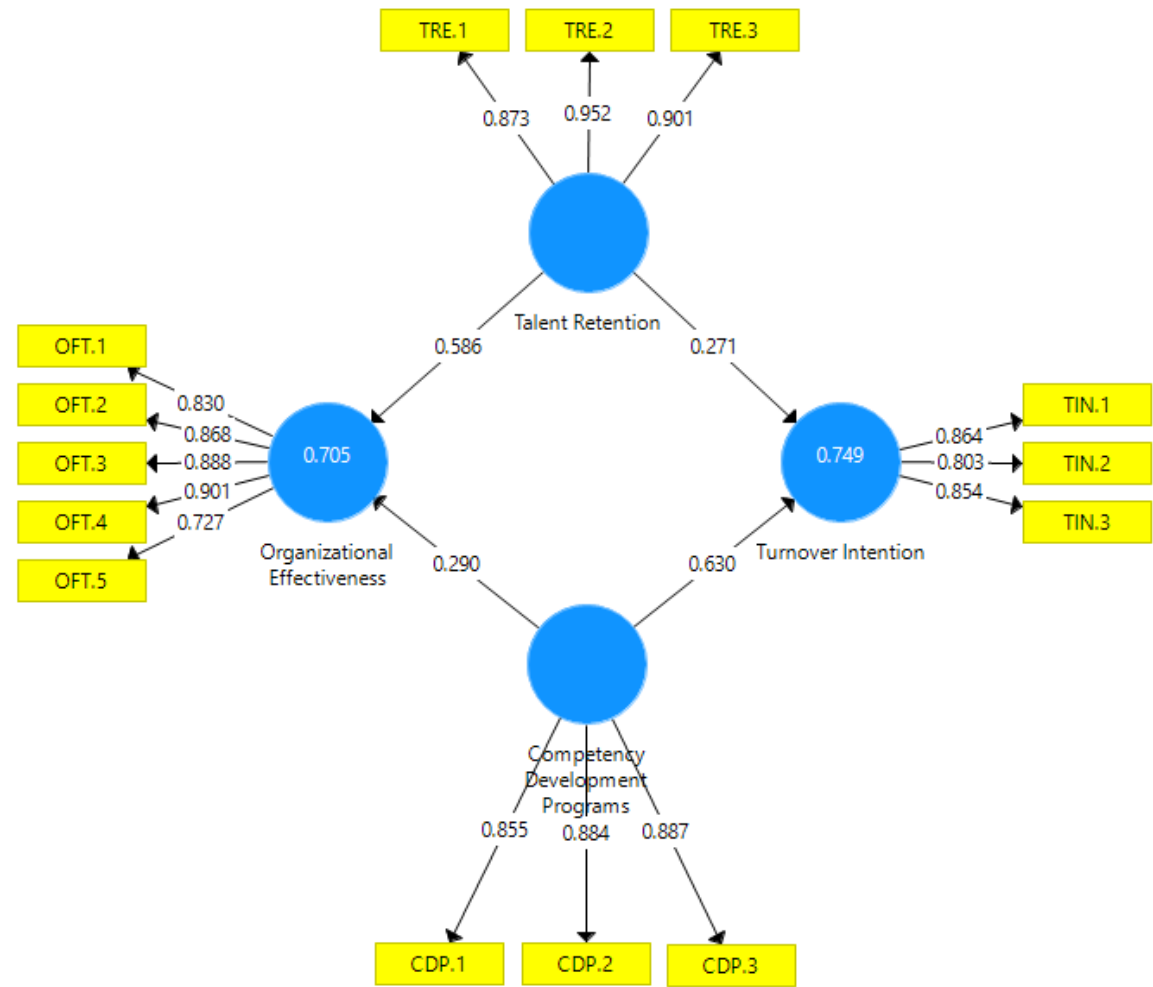 TRE.1 TRE.2 TRE.3
0.873 0.952 0.901
Talent Retention
0.586 0.271
OFT.1
OFT.2
OFT.3
OFT.4
OFT.5
0.830
0.868
0.888
0.901
0.727
0.705
Organizational
Effectiveness
0.749
Turnover Intention
0.864
0.803
0.854
TIN.1
TIN.2
TIN.3
0.290 0.630
Competency
Development
Programs
0.855 0.884 0.887
CDP.1 CDP.2 CDP.3